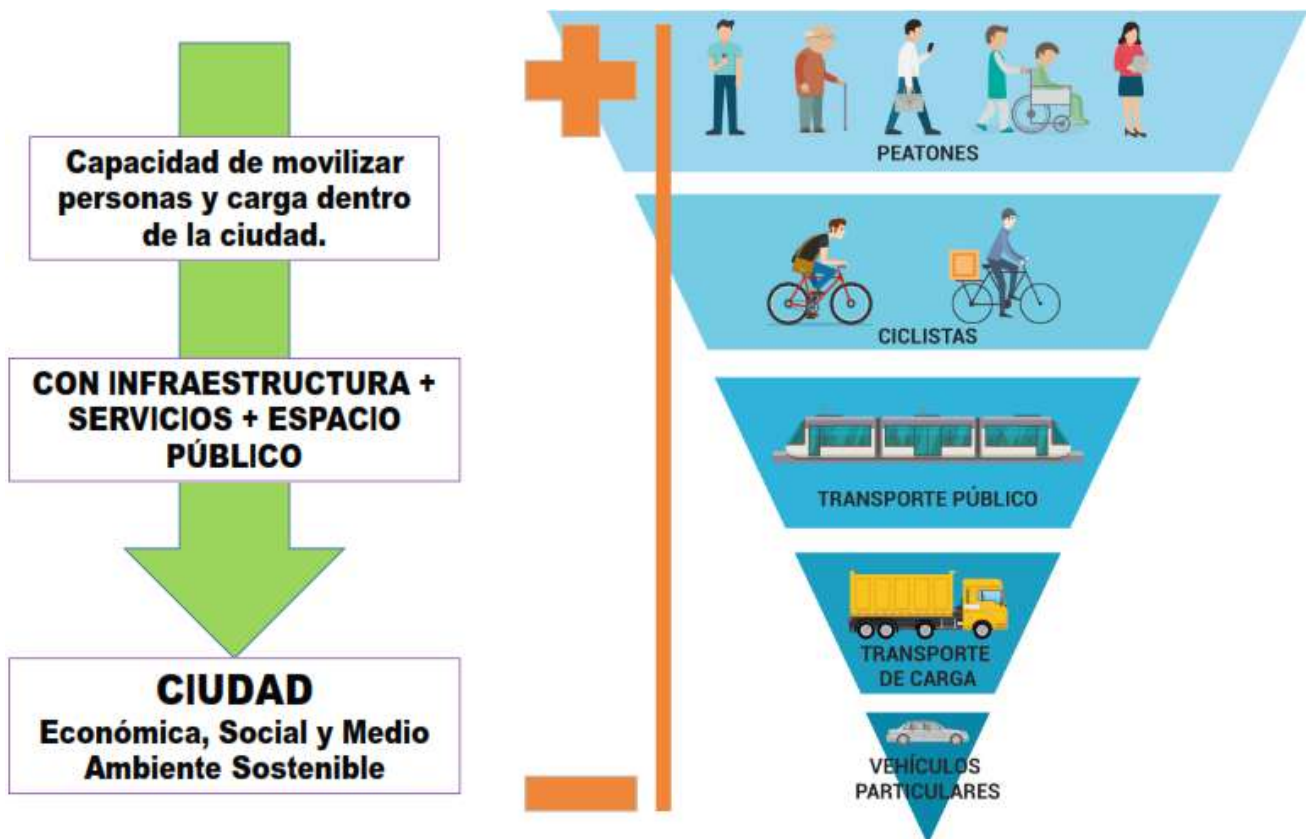 Capacidad de movilizar
personas y carga dentro
de la ciudad.
CON INFRAESTRUCTURA +
SERVICIOS + ESPACIO
PÚBLICO
CIUDAD
Económica, Social y Medio
Ambiente Sostenible
PEATONES
CICLISTAS
TRANSPORTE PÚBLICO
TRANSPORTE
DE CARGA
VEHÍCULOS
PARTICULARES